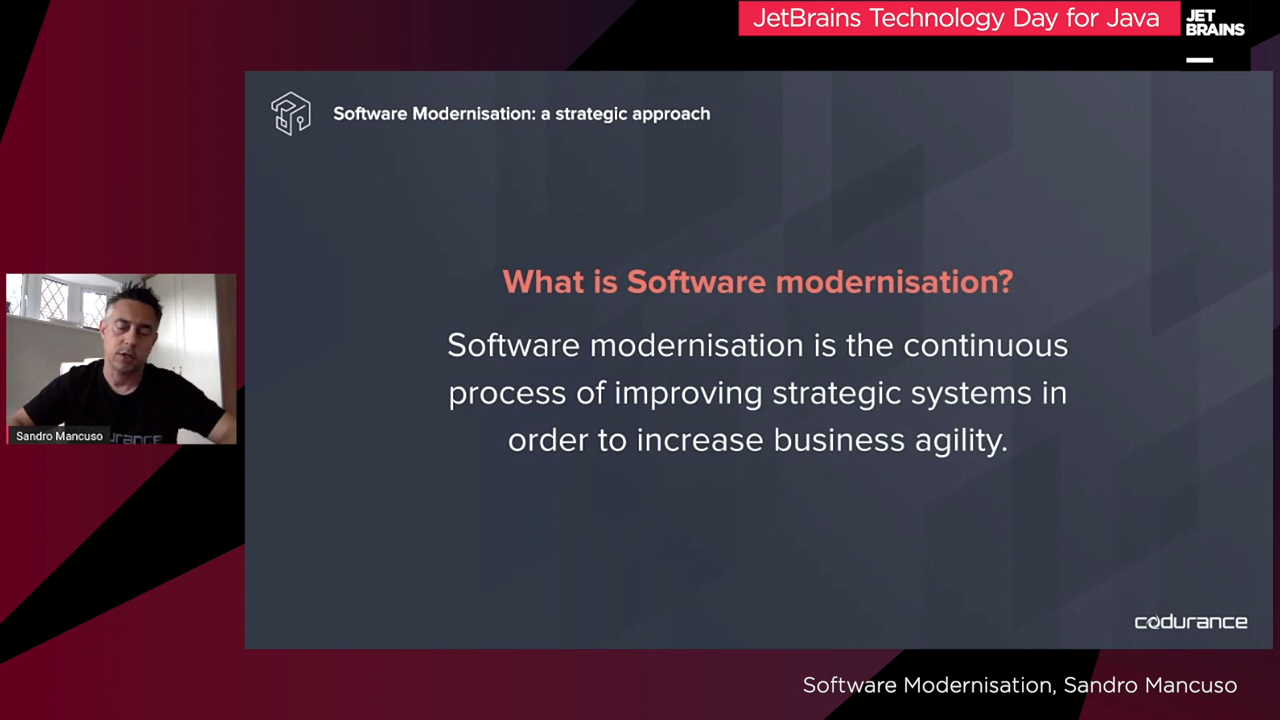 JetBrains Technology Day for Java
JET
BRAINS
Software Modernisation: a strategic approach
What is Software modernisation?
Software modernisation is the continuous
process of improving strategic systems in
order to increase business agility.
Sandro Mancuso
codurance
Software Modernisation, Sandro Mancuso